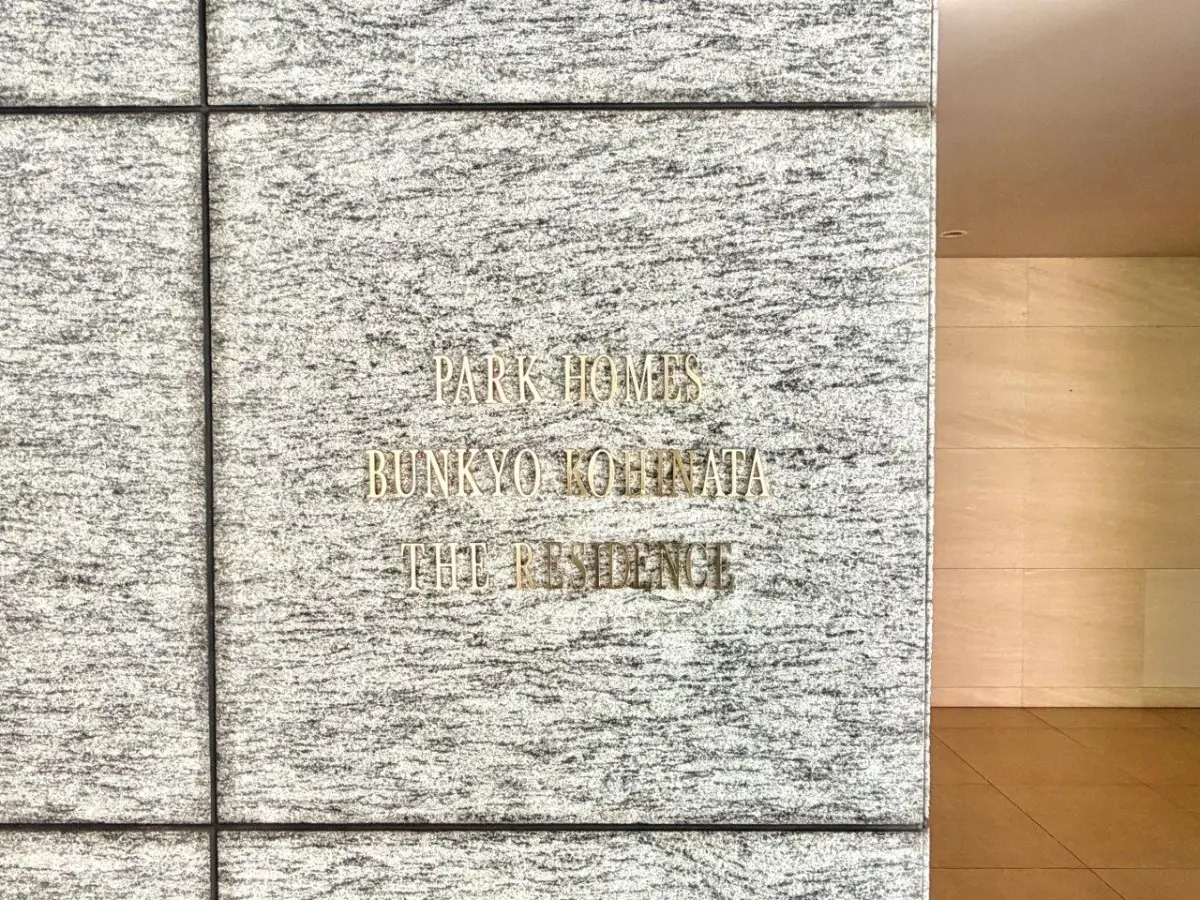 PARK HOMES
BUNKYO KOHINATA
THE RESIDENCE